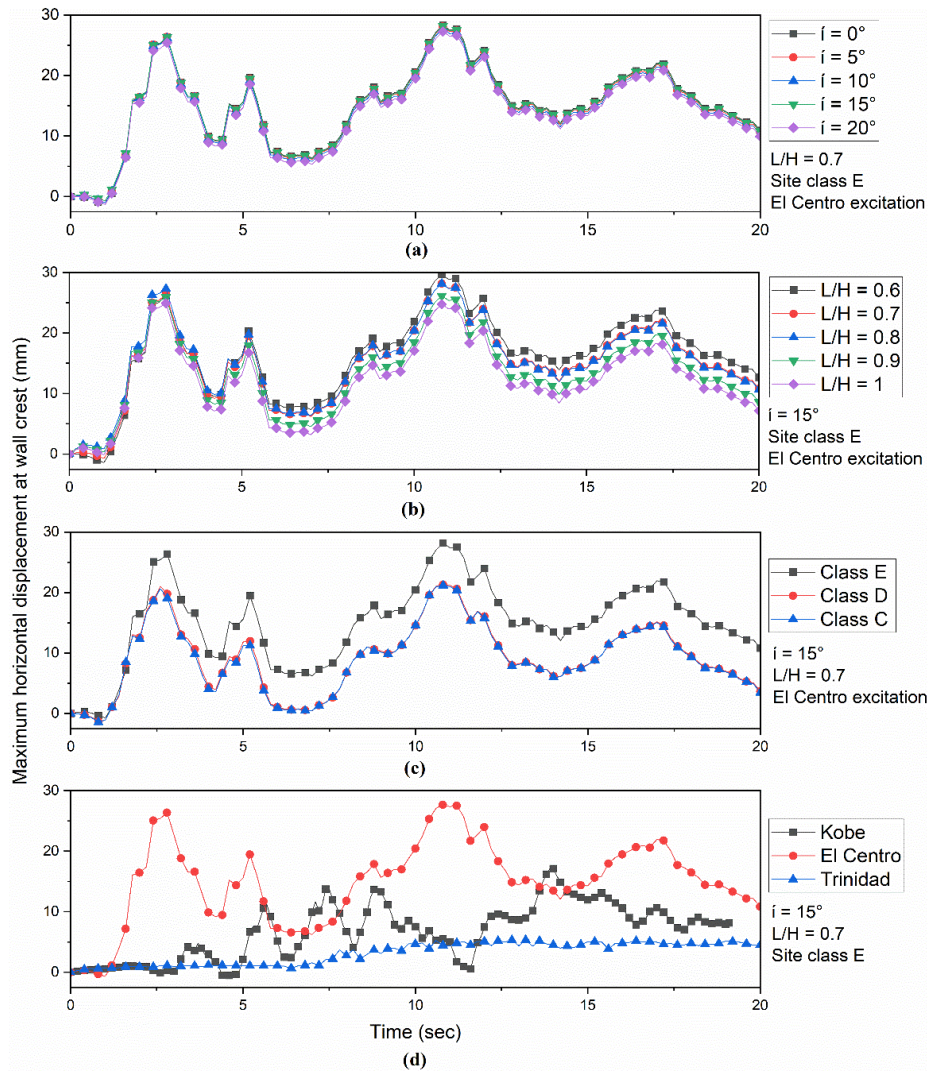 Maximum horizontal displacement at wall crest (mm)
30
20
10
0
0
5
10
15
20
(a)
í = 0°
í = 5°
í = 10°
í = 15°
í = 20°
L/H = 0.7
Site class E
El Centro excitation
30
20
10
0
0
5
10
15
20
(b)
L/H = 0.6
L/H = 0.7
L/H = 0.8
L/H = 0.9
L/H = 1
í = 15°
Site class E
El Centro excitation
30
20
10
0
0
5
10
15
20
(c)
Class E
Class D
Class C
í = 15°
L/H = 0.7
El Centro excitation
30
20
10
0
0
5
10
15
20
Time (sec)
(d)
Kobe
El Centro
Trinidad
í = 15°
L/H = 0.7
Site class E